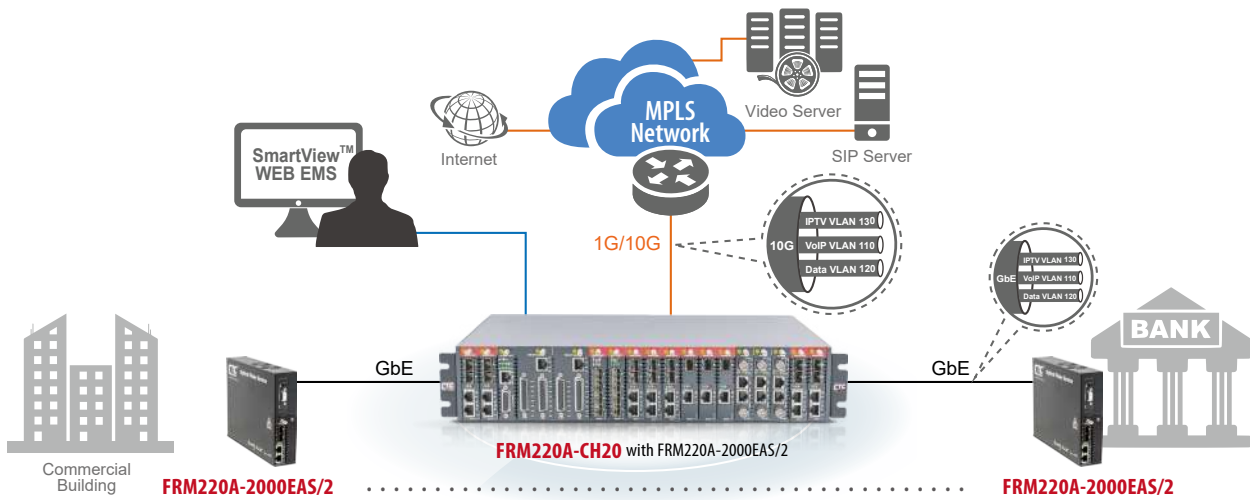 SmartView™
WEB EMS
Internet
MPLS
Network
Video Server
SIP Server
1G/10G
10G
IPTV VLAN 130
VoIP VLAN 110
Data VLAN 120
GbE
IPTV VLAN 130
VoIP VLAN 110
Data VLAN 120
BANK
GbE
GbE
CTC
FRM220A-CH20 with FRM220A-2000EAS/2
Commercial
Building
FRM220A-2000EAS/2
FRM220A-2000EAS/2